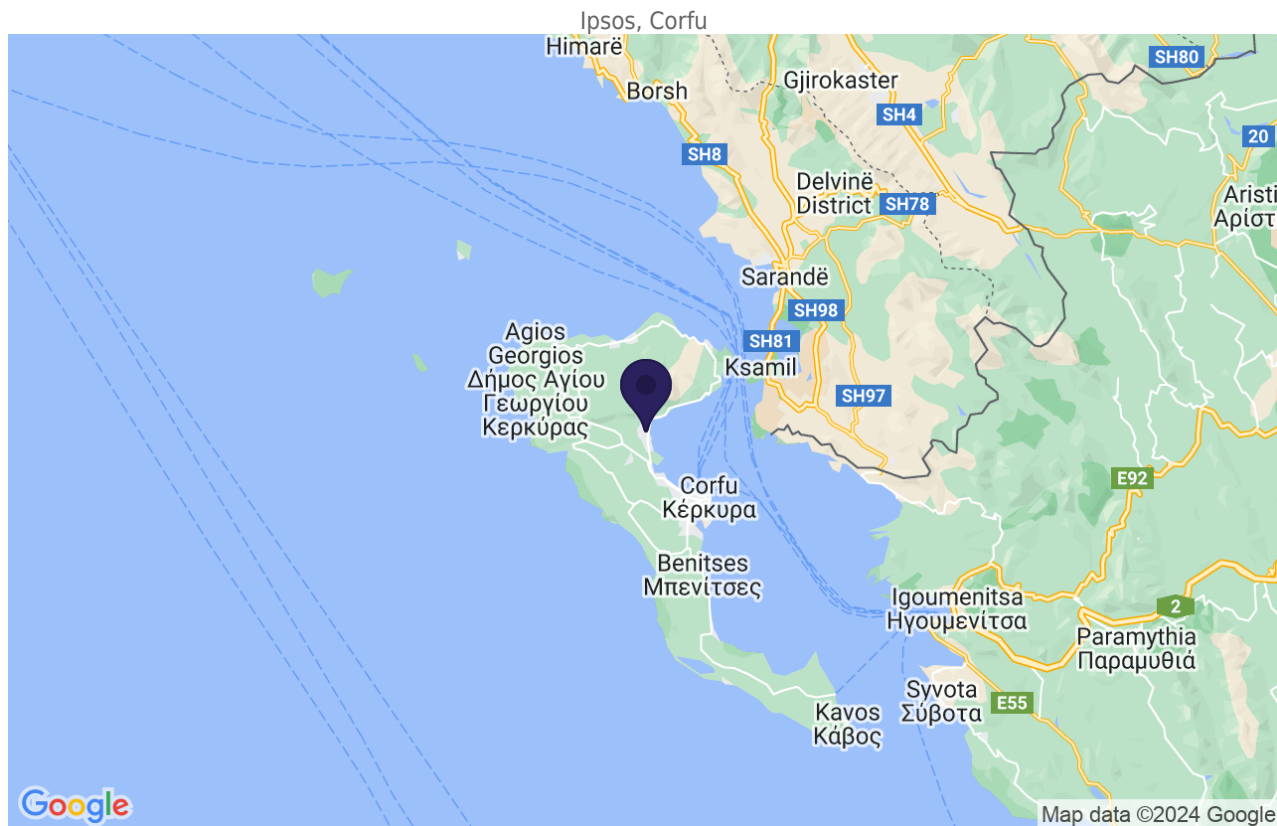 Ipsos, Corfu
Himarë
SH80
Gjirokaster
Borsh
SH4
20
SH8
Delvinë
District
SH78
Aristi
Αρίστ
Sarandë
SH98
Agios
Georgios
Δήμος Αγίου
Γεωργίου
Κερκύρας
SH81
Ksamil
SH97
E92
Corfu
Κέρκυρα
Benitses
Μπενίτσες
Igoumenitsa
Ηγουμενίτσα
2
Paramythia
Παραμυθιά
Syvota
Σύβοτα
E55
Kavos
Κάβος
Google
Map data ©2024 Google